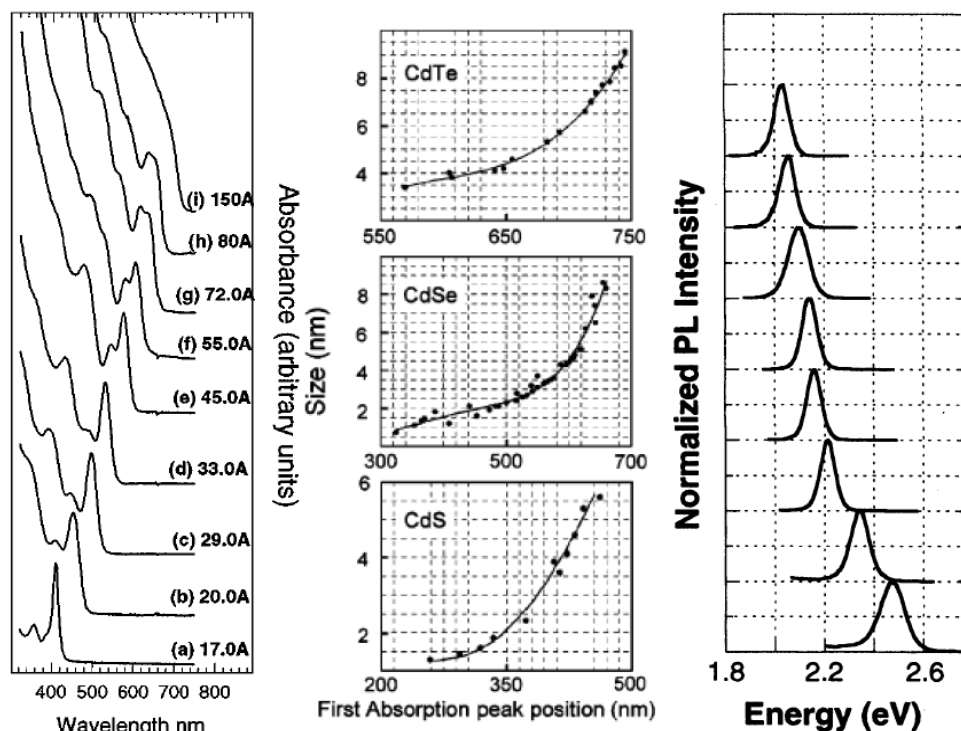 (i) 150A
(h) 80A
(g) 72.0A
(f) 55.0A
(e) 45.0A
(d) 33.0A
(c) 29.0A
(b) 20.0A
(a) 17.0A
400 500 600 700 800
Wavelength nm
Absorbance (arbitrary units)
Size (nm)
CdTe
8
6
4
550 650 750
CdSe
8
6
4
2
300 500 700
CdS
6
4
2
200 350 500
First Absorption peak position (nm)
Normalized PL Intensity
1.8 2.2 2.6
Energy (eV)